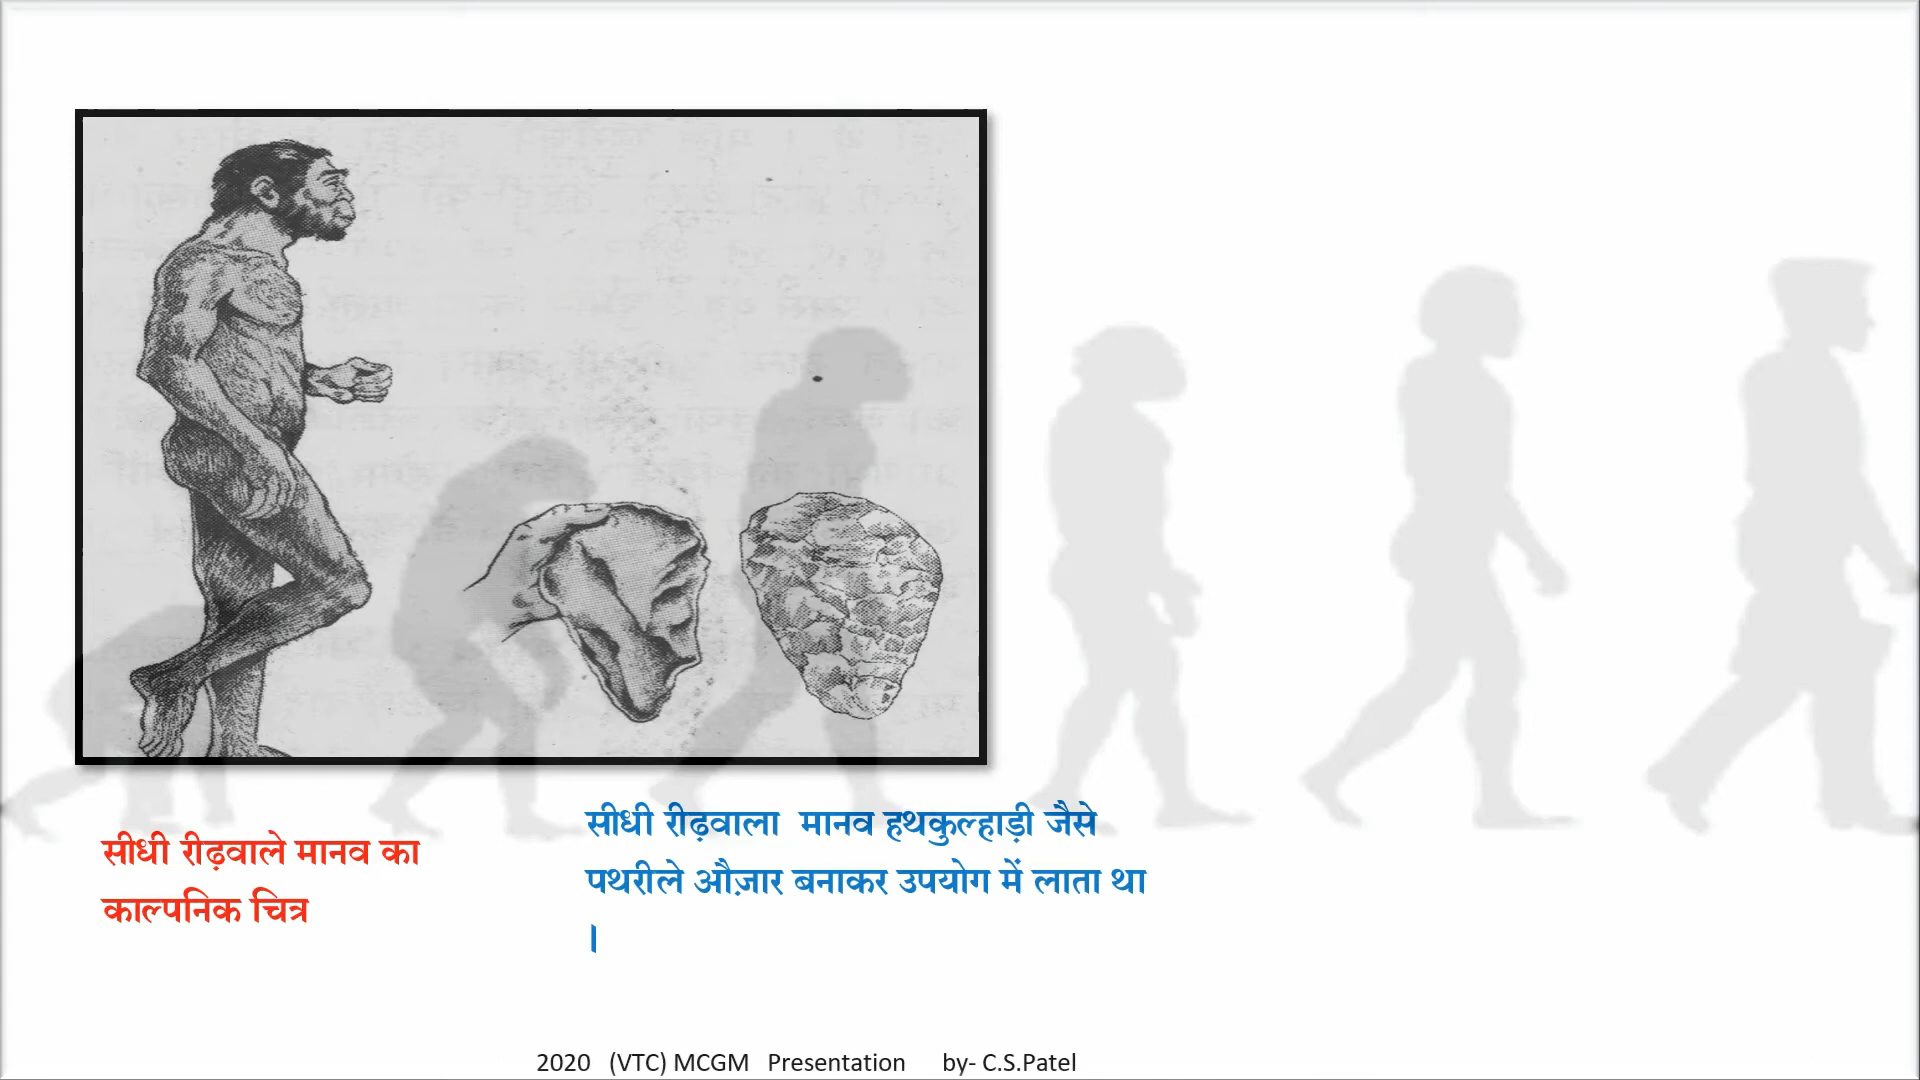 सीधी रीढ़वाले मानव का
काल्पनिक चित्र
सीधी रीढ़वाला मानव हथकुल्हाड़ी जैसे
पथरीले औज़ार बनाकर उपयोग में लाता था
।
2020 (VTC) MCGM Presentation by- C.S.Patel